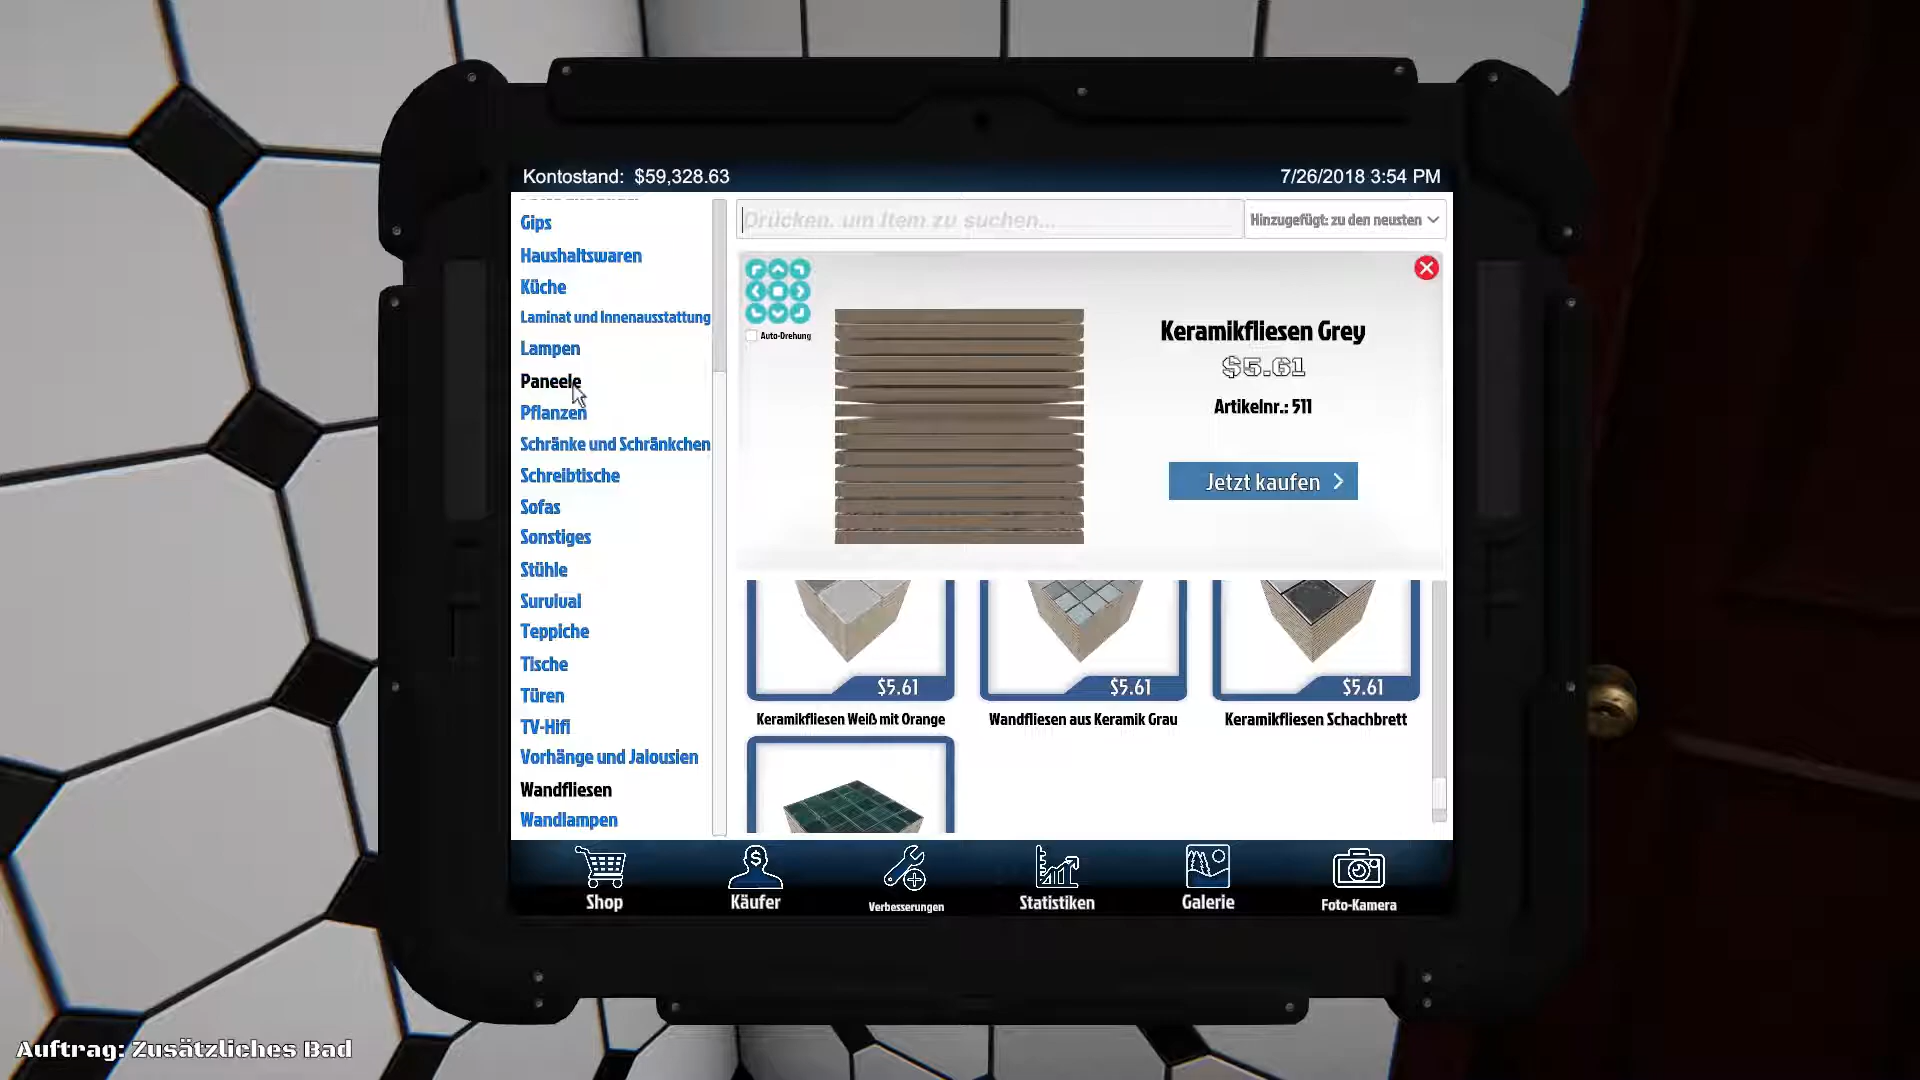 Kontostand: $59,328.63
7/26/2018 3:54 PM
Gips
Haushaltswaren
Küche
Laminat und Innenausstattung
Lampen
Paneele
Pflanzen
Schränke und Schränkchen
Schreibtische
Sofas
Sonstiges
Stühle
Survival
Teppiche
Tische
Türen
TV-Hifi
Vorhänge und Jalousien
Wandfliesen
Wandlampen
Drücken, um Item zu suchen...
Hinzugefügt: zu den neusten
Auto-Drehung
Keramikfliesen Grey
$5.61
Artikelnr.: 511
Jetzt kaufen
$5.61
$5.61
$5.61
Keramikfliesen Weiß mit Orange
Wandfliesen aus Keramik Grau
Keramikfliesen Schachbrett
Shop
Käufer
Verbesserungen
Statistiken
Galerie
Foto-Kamera
Auftrag: Zusätzliches Bad